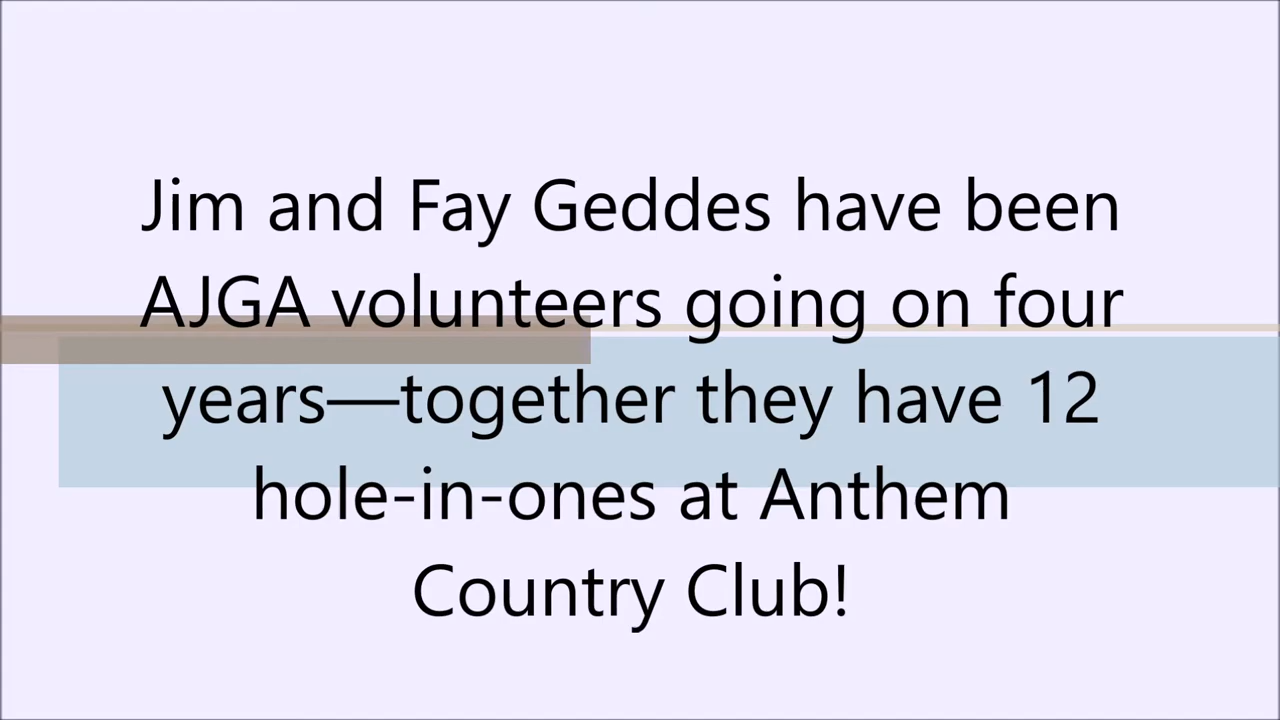 Jim and Fay Geddes have been
AJGA volunteers going on four
years—together they have 12
hole-in-ones at Anthem
Country Club!